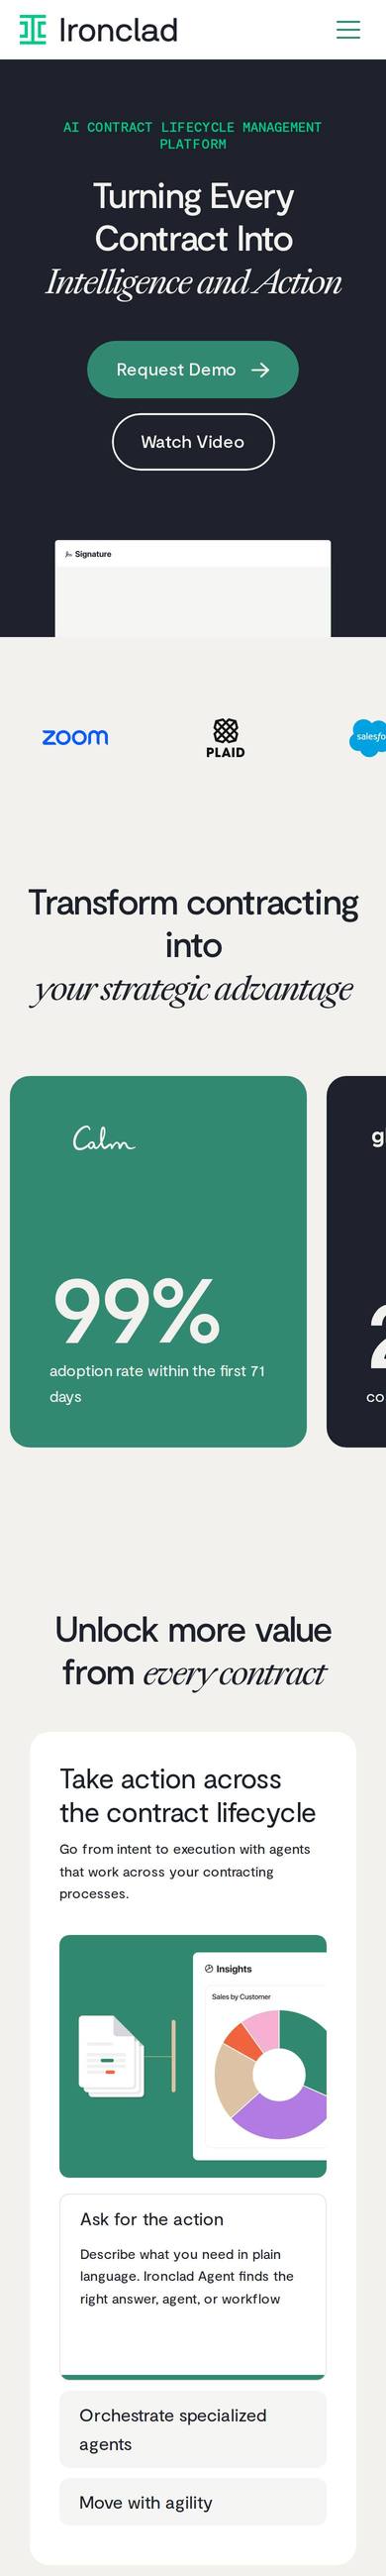 Ironclad
AI CONTRACT LIFECYCLE MANAGEMENT
PLATFORM
Turning Every
Contract Into
Intelligence and Action
Request Demo
Watch Video
Signature
zoom
PLAID
Transform contracting
into
your strategic advantage
Calm
99%
adoption rate within the first 71
days
Unlock more value
from every contract
Take action across
the contract lifecycle
Go from intent to execution with agents
that work across your contracting
processes.
Insights
Sales by Customer
Ask for the action
Describe what you need in plain
language. Ironclad Agent finds the
right answer, agent, or workflow
Orchestrate specialized
agents
Move with agility